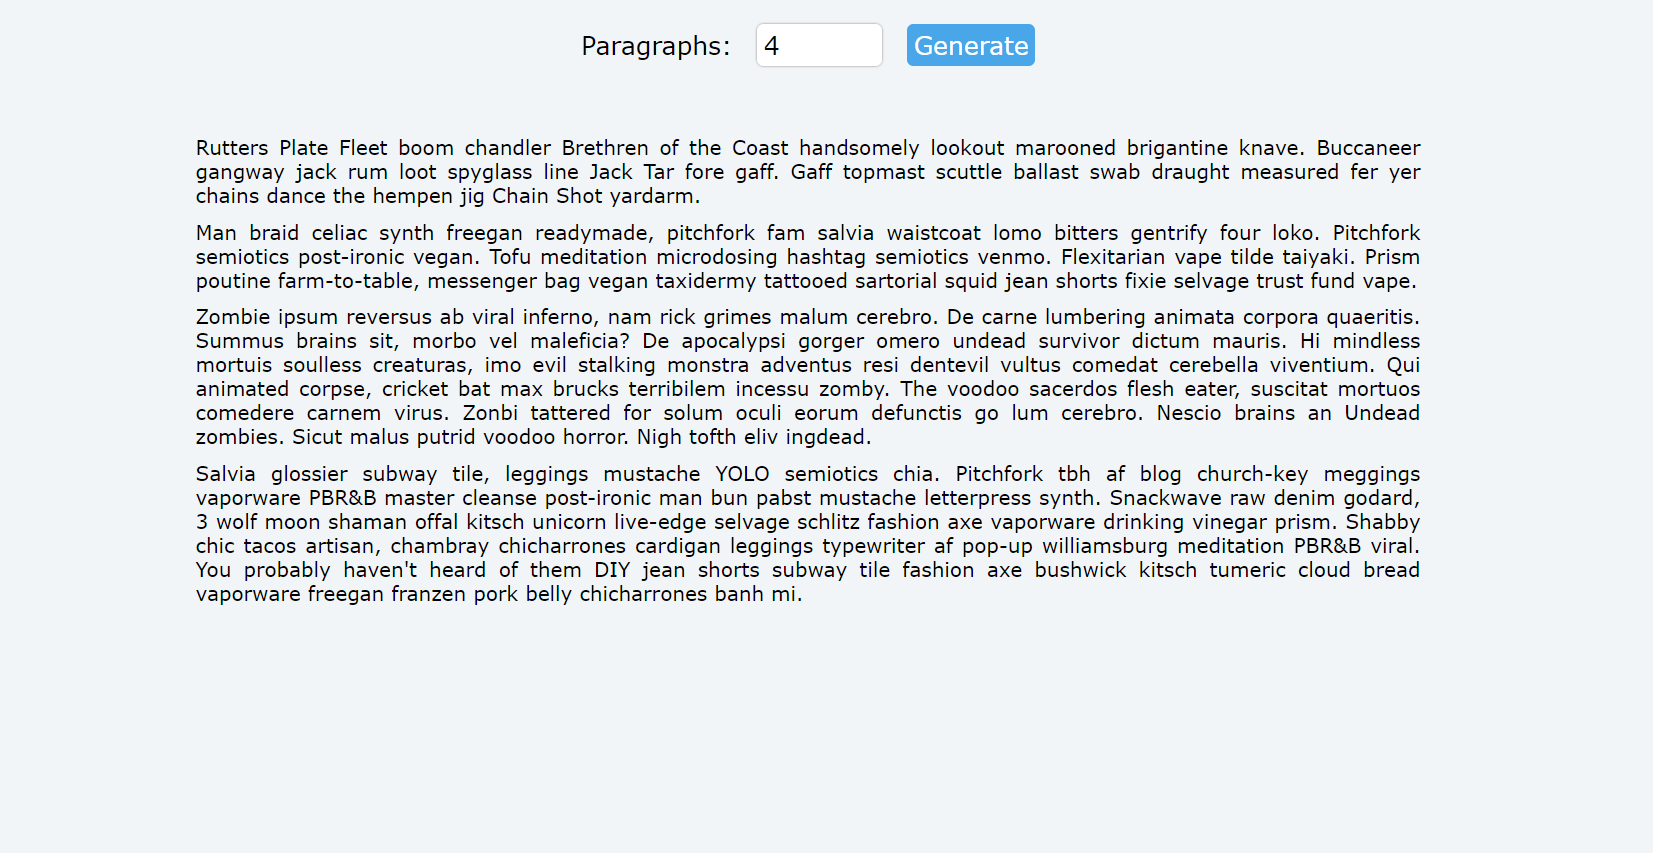 Paragraphs: 4 Generate
Rutters Plate Fleet boom chandler Brethren of the Coast handsomely lookout marooned brigantine knave. Buccaneer
gangway jack rum loot spyglass line Jack Tar fore gaff. Gaff topmast scuttle ballast swab draught measured fer yer
chains dance the hempen jig Chain Shot yardarm.
Man braid celiac synth freegan readymade, pitchfork fam salvia waistcoat lomo bitters gentrify four loko. Pitchfork
semiotics post-ironic vegan. Tofu meditation microdosing hashtag semiotics venmo. Flexitarian vape tilde taiyaki. Prism
poutine farm-to-table, messenger bag vegan taxidermy tattooed sartorial squid jean shorts fixie selvage trust fund vape.
Zombie ipsum reversus ab viral inferno, nam rick grimes malum cerebro. De carne lumbering animata corpora quaeritis.
Summus brains sit, morbo vel maleficia? De apocalypsi gorger omero undead survivor dictum mauris. Hi mindless
mortuis soulless creaturas, imo evil stalking monstra adventus resi dentevil vultus comedat cerebella viventium. Qui
animated corpse, cricket bat max brucks terribilem incessu zomby. The voodoo sacerdos flesh eater, suscitat mortuos
comedere carnem virus. Zonbi tattered for solum oculi eorum defunctis go lum cerebro. Nescio brains an Undead
zombies. Sicut malus putrid voodoo horror. Nigh tofth eliv ingdead.
Salvia glossier subway tile, leggings mustache YOLO semiotics chia. Pitchfork tbh af blog church-key meggings
vaporware PBR&B master cleanse post-ironic man bun pabst mustache letterpress synth. Snackwave raw denim godard,
3 wolf moon shaman offal kitsch unicorn live-edge selvage schlitz fashion axe vaporware drinking vinegar prism. Shabby
chic tacos artisan, chambray chicharrones cardigan leggings typewriter af pop-up williamsburg meditation PBR&B viral.
You probably haven't heard of them DIY jean shorts subway tile fashion axe bushwick kitsch tumeric cloud bread
vaporware freegan franzen pork belly chicharrones banh mi.